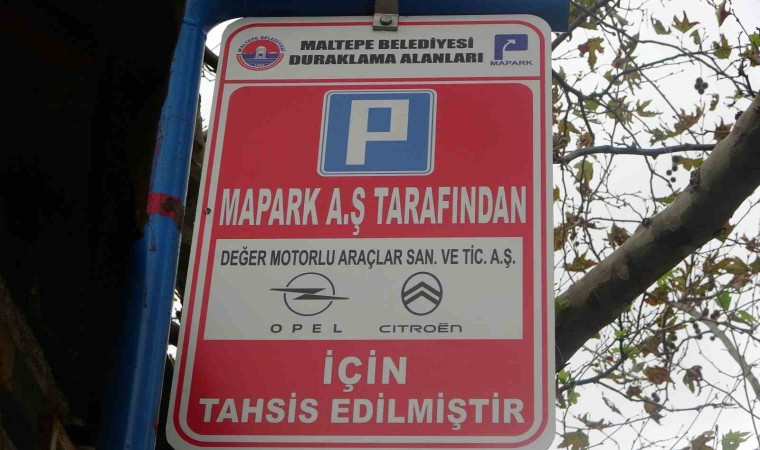 MALTEPE BELEDİYESİ
DURAKLAMA ALANLARI
MAPARK
P
MAPARK A.Ş TARAFINDAN
DEĞER MOTORLU ARAÇLAR SAN. VE TİC. A.Ş.
OPEL
CITROËN
İÇİN
TAHSİS EDİLMİŞTİR